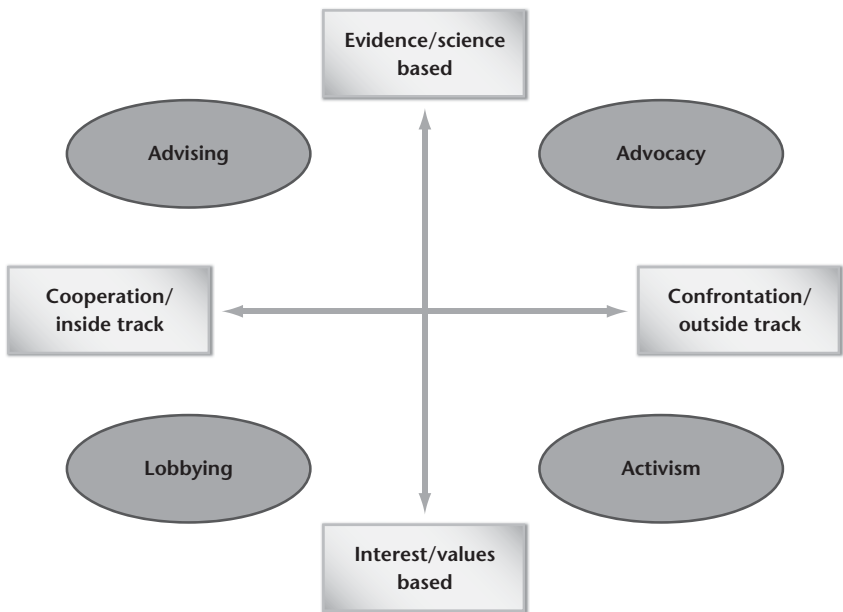 Evidence/science
based
Advising
Advocacy
Cooperation/
inside track
Confrontation/
outside track
Lobbying
Activism
Interest/values
based